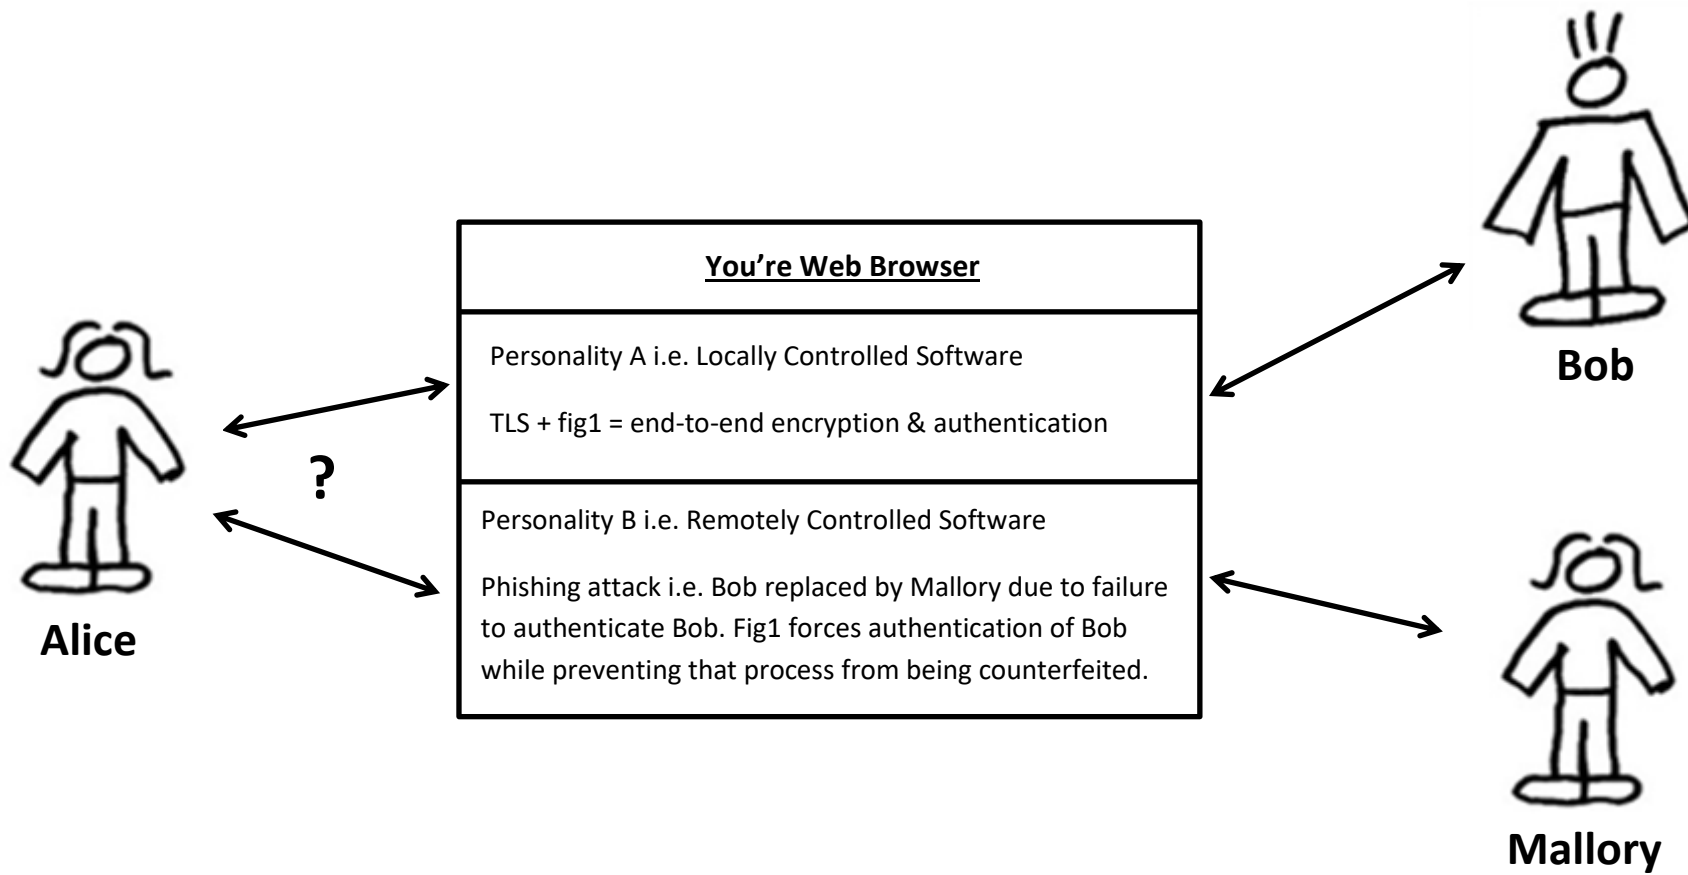 You're Web Browser
Personality A i.e. Locally Controlled Software
TLS + fig1 = end-to-end encryption & authentication
Personality B i.e. Remotely Controlled Software
Phishing attack i.e. Bob replaced by Mallory due to failure
to authenticate Bob. Fig1 forces authentication of Bob
while preventing that process from being counterfeited.
?
Alice
Bob
Mallory